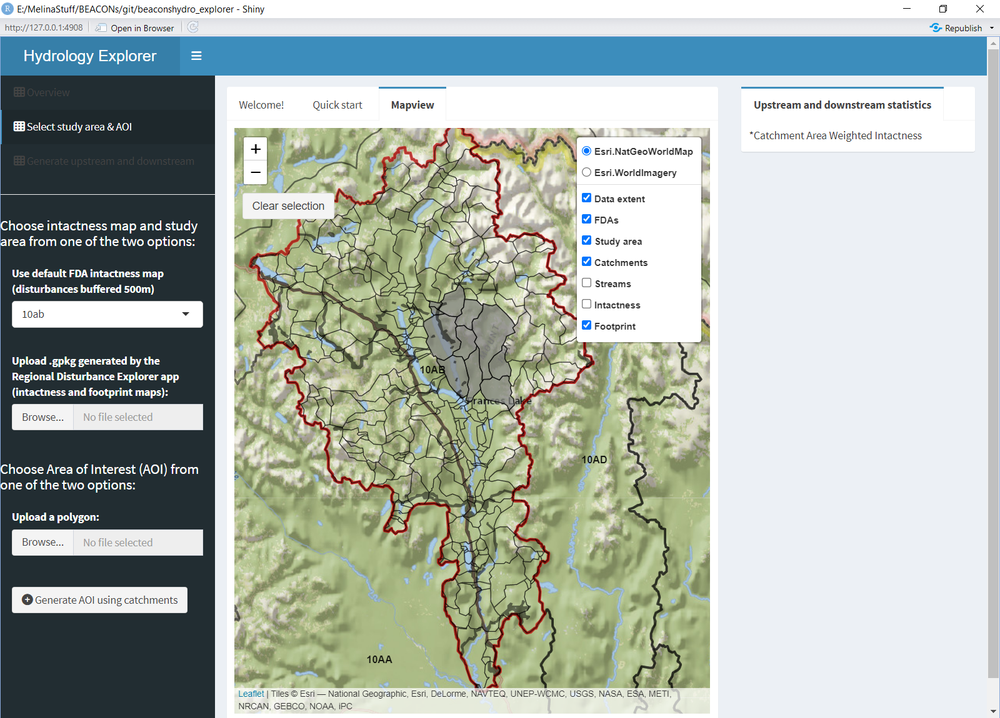 E:/MelinaStuff/BEACONs/git/beaconshydro_explorer - Shiny
http://127.0.0.1:4908
Open in Browser
Republish
Hydrology Explorer
Overview
Select study area & AOI
Generate upstream and downstream
Choose intactness map and study
area from one of the two options:
Use default FDA intactness map
(disturbances buffered 500m)
10ab
Upload .gpkg generated by the
Regional Disturbance Explorer app
(intactness and footprint maps):
Browse...
No file selected
Choose Area of Interest (AOI) from
one of the two options:
Upload a polygon:
Browse...
No file selected
Generate AOI using catchments
Welcome!
Quick start
Mapview
+
−
Clear selection
Esri.NatGeoWorldMap
Esri.WorldImagery
Data extent
FDAs
Study area
Catchments
Streams
Intactness
Footprint
10AB
Frances Lake
10AD
10AA
Leaflet | Tiles © Esri — National Geographic, Esri, DeLorme, NAVTEQ, UNEP-WCMC, USGS, NASA, ESA, METI,
NRCAN, GEBCO, NOAA, iPC
Upstream and downstream statistics
*Catchment Area Weighted Intactness